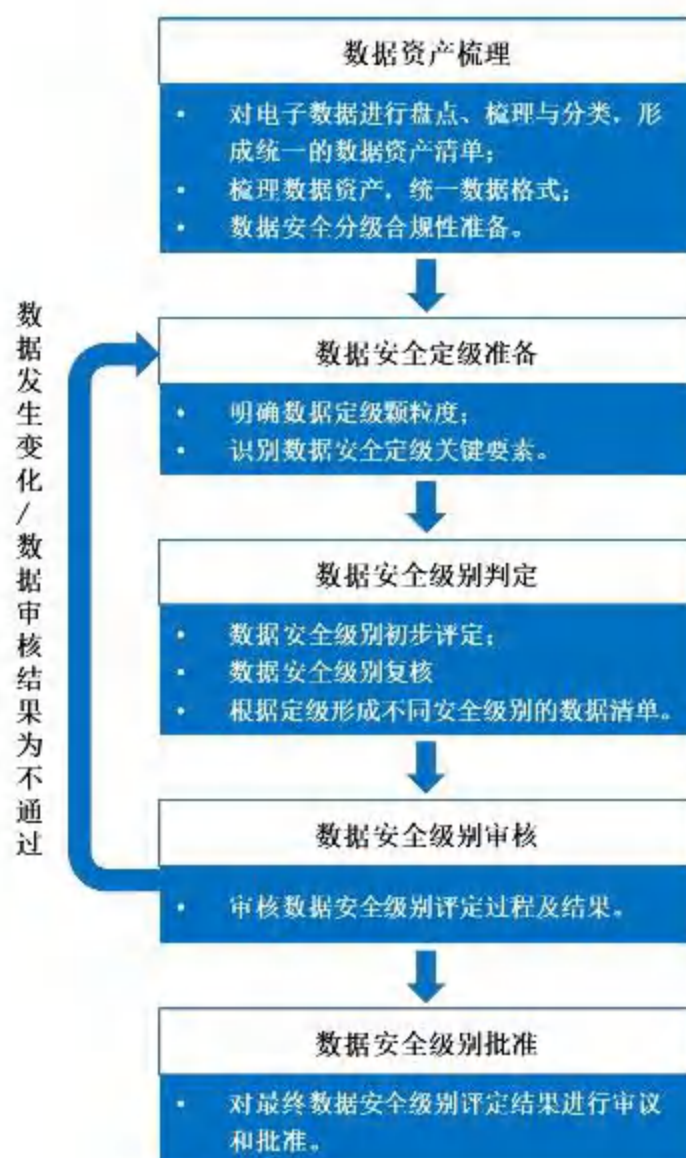 数据资产梳理
• 对电子数据进行盘点、梳理与分类，形
成统一的数据资产清单；
• 梳理数据资产，统一数据格式；
• 数据安全分级合规性准备。
数据安全定级准备
• 明确数据定级颗粒度；
• 识别数据安全定级关键要素。
数据安全级别判定
• 数据安全级别初步评定；
• 数据安全级别复核
• 根据定级形成不同安全级别的数据清单。
数据安全级别审核
• 审核数据安全级别评定过程及结果。
数据安全级别批准
• 对最终数据安全级别评定结果进行审议
和批准。
数据发生变化/数据审核结果为不通过